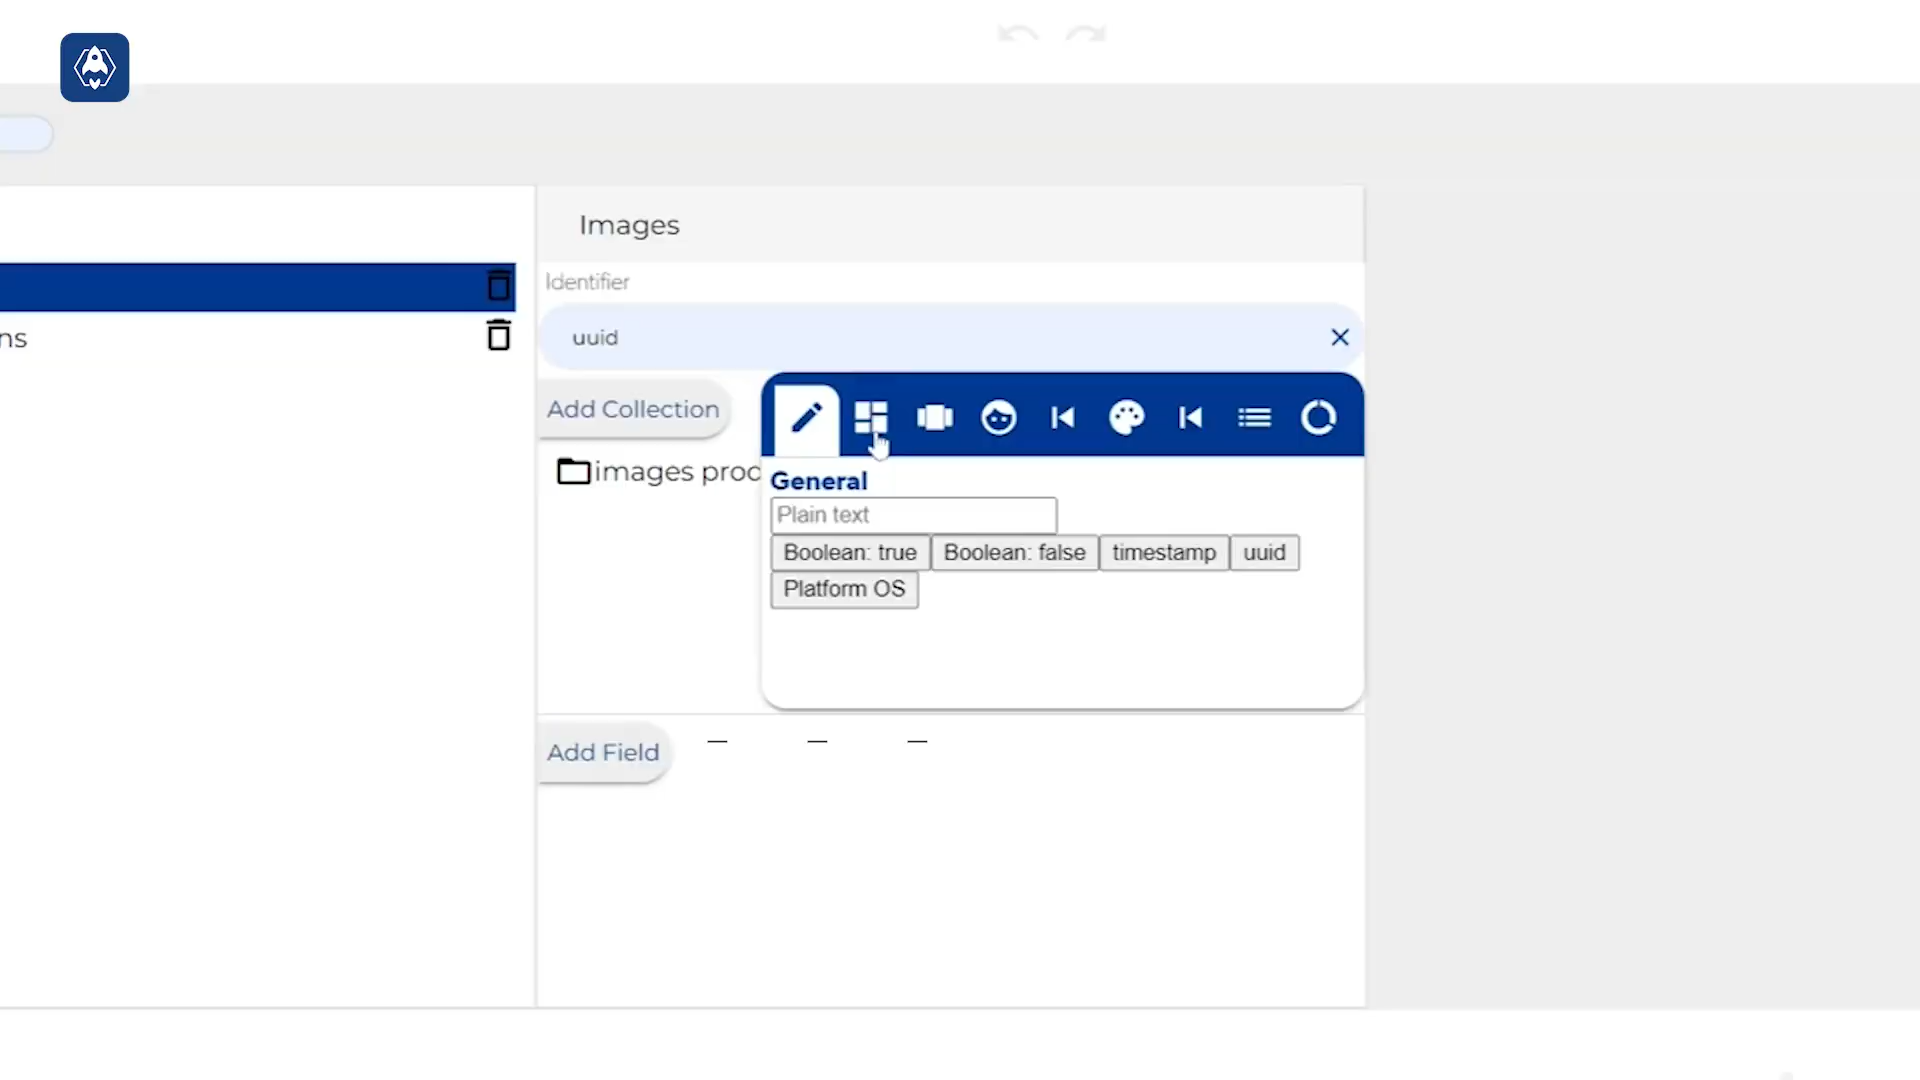 Images
Identifier
uuid
ns
Add Collection
images proc
General
Plain text
Boolean: true Boolean: false timestamp uuid
Platform OS
Add Field